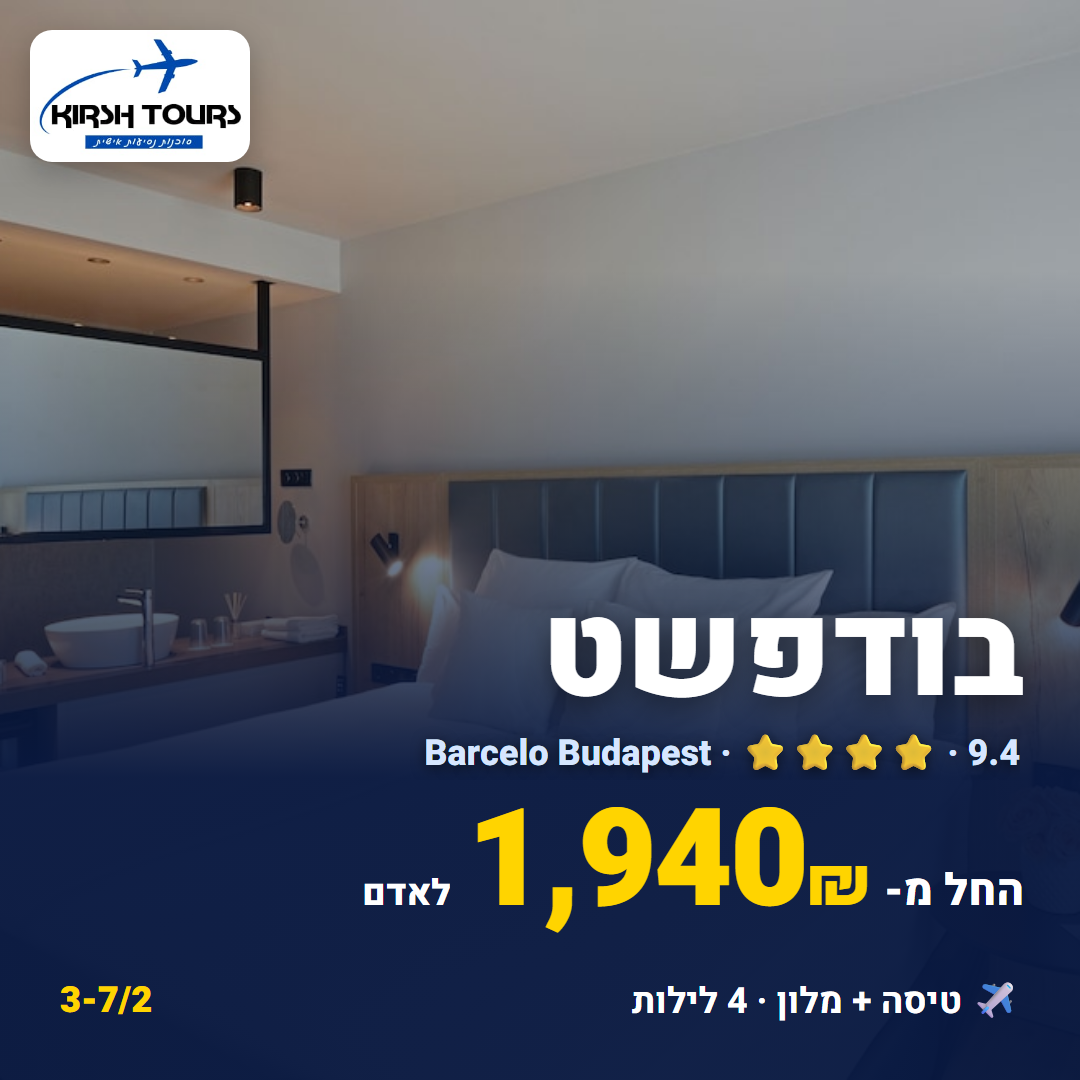 KIRSH TOURS
סוכנות נסיעות אישית
בודפשט
9.4 · ⭐⭐⭐⭐ · Barcelo Budapest
החל מ- ₪1,940 לאדם
✈️ טיסה + מלון · 4 לילות
3-7/2